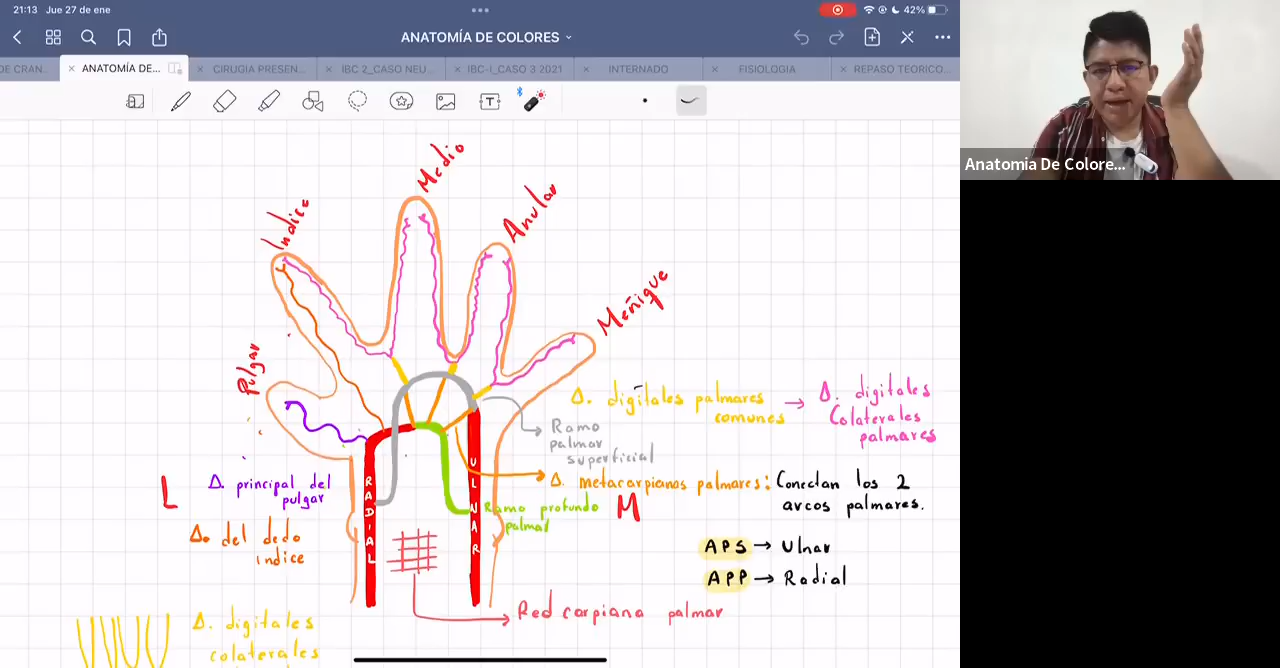 21:13 Jue 27 de ene
42%
ANATOMÍA DE COLORES
DE CRAN...
ANATOMÍA DE...
CIRUGIA PRESEN...
IBC 2_CASO NEU...
IBC-I_CASO 3 2021
INTERNADO
FISIOLOGIA
REPASO TEORICO...
Anatomia De Colore...
Pulgar
Indice
Medio
Anular
Meñique
RADIAL
ULNAR
L
M
Δ. principal del
pulgar
Δ. del dedo
indice
Δ. digitales palmares
comunes
→ Δ. digitales
Colaterales
palmares
Ramo
palmar
superficial
Δ. metacarpianos palmares: Conectan los 2
arcos palmares.
Ramo profundo
palmal
APS → Ulnar
APP → Radial
Red carpiana palmar
Δ. digitales
colaterales